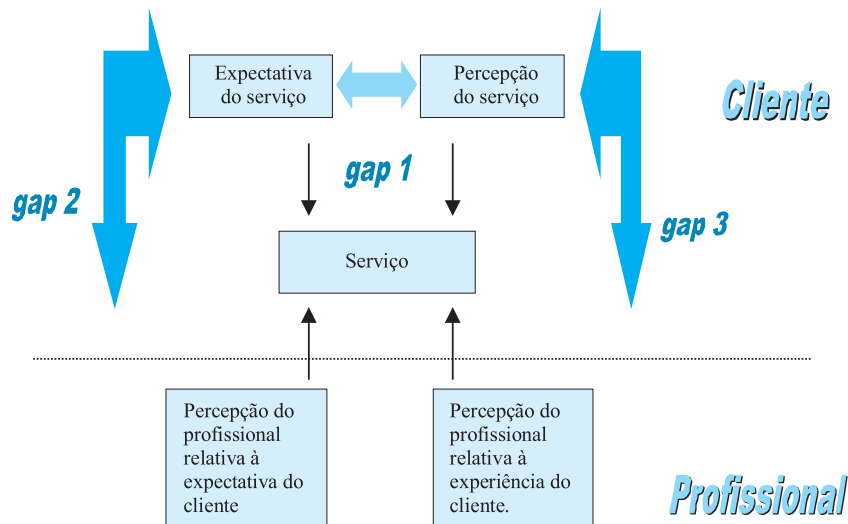 Expectativa
do serviço
Percepção
do serviço
Cliente
gap 1
gap 2
gap 3
Serviço
Percepção do
profissional
relativa à
expectativa do
cliente
Percepção do
profissional
relativa à
experiência do
cliente.
Profissional